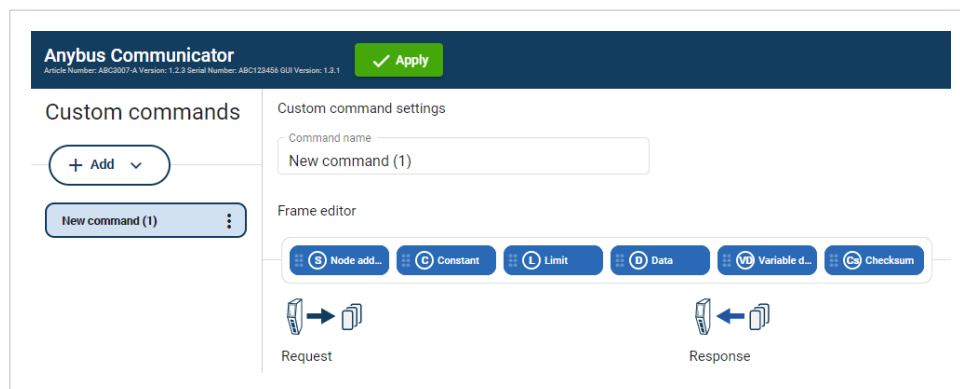 Anybus Communicator
Article Number: ABC3007-A Version: 1.2.3 Serial Number: ABC123456 GUI Version: 1.3.1
Apply
Custom commands
Custom command settings
Command name
New command (1)
+ Add
New command (1)
Frame editor
S Node add... C Constant L Limit D Data VD Variable d... Cs Checksum
Request Response